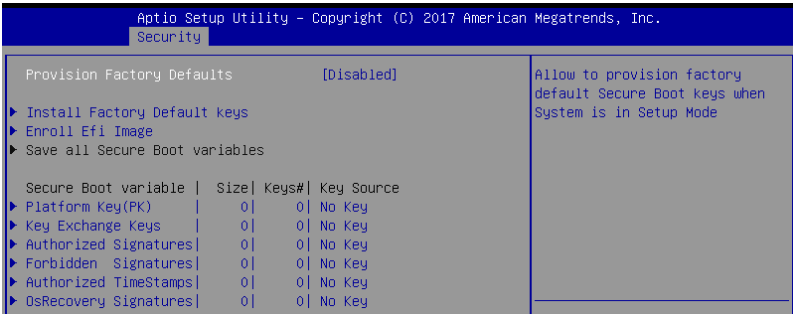 Aptio Setup Utility – Copyright (C) 2017 American Megatrends, Inc.
Security
Provision Factory Defaults [Disabled]
Install Factory Default keys
Enroll Efi Image
Save all Secure Boot variables
Secure Boot variable | Size| Keys#| Key Source
Platform Key(PK) | 0| 0| No Key
Key Exchange Keys | 0| 0| No Key
Authorized Signatures| 0| 0| No Key
Forbidden Signatures| 0| 0| No Key
Authorized TimeStamps| 0| 0| No Key
OsRecovery Signatures| 0| 0| No Key
Allow to provision factory
default Secure Boot keys when
System is in Setup Mode